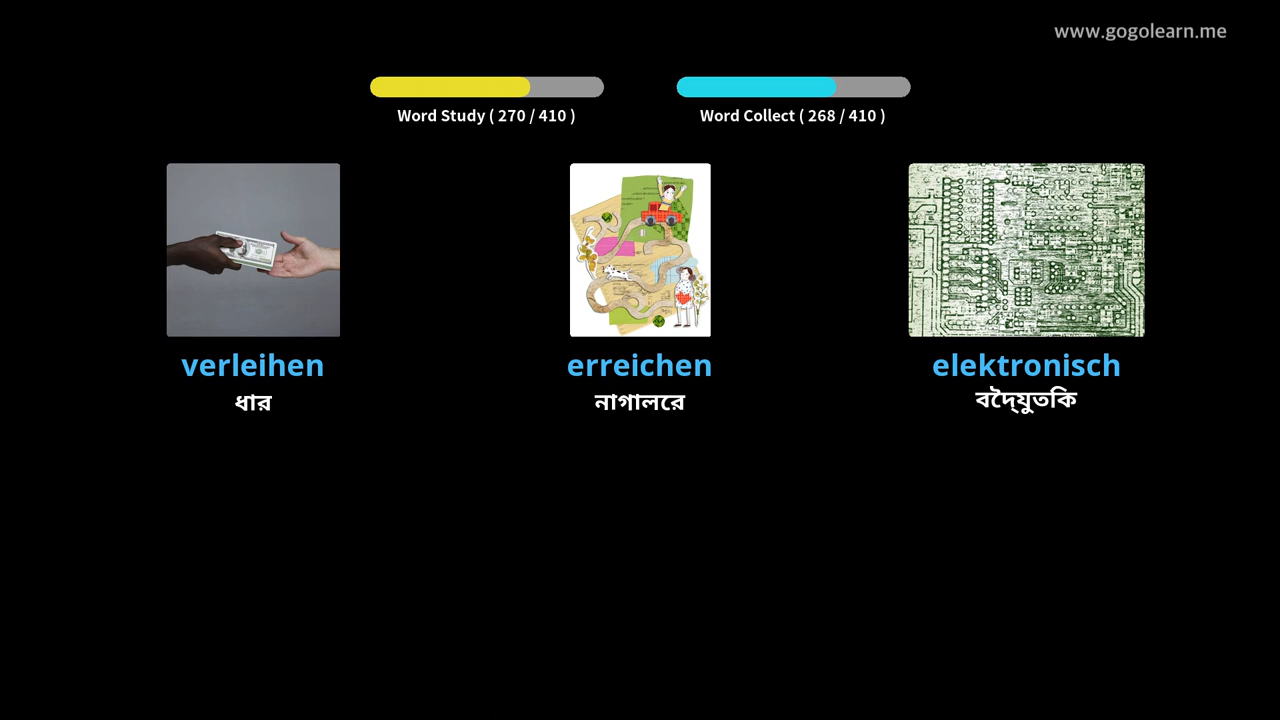 www.gogolearn.me
Word Study ( 270 / 410 )
Word Collect ( 268 / 410 )
verleihen
erreichen
elektronisch
ধার
নাগালরে
বদ্যৈুতকি